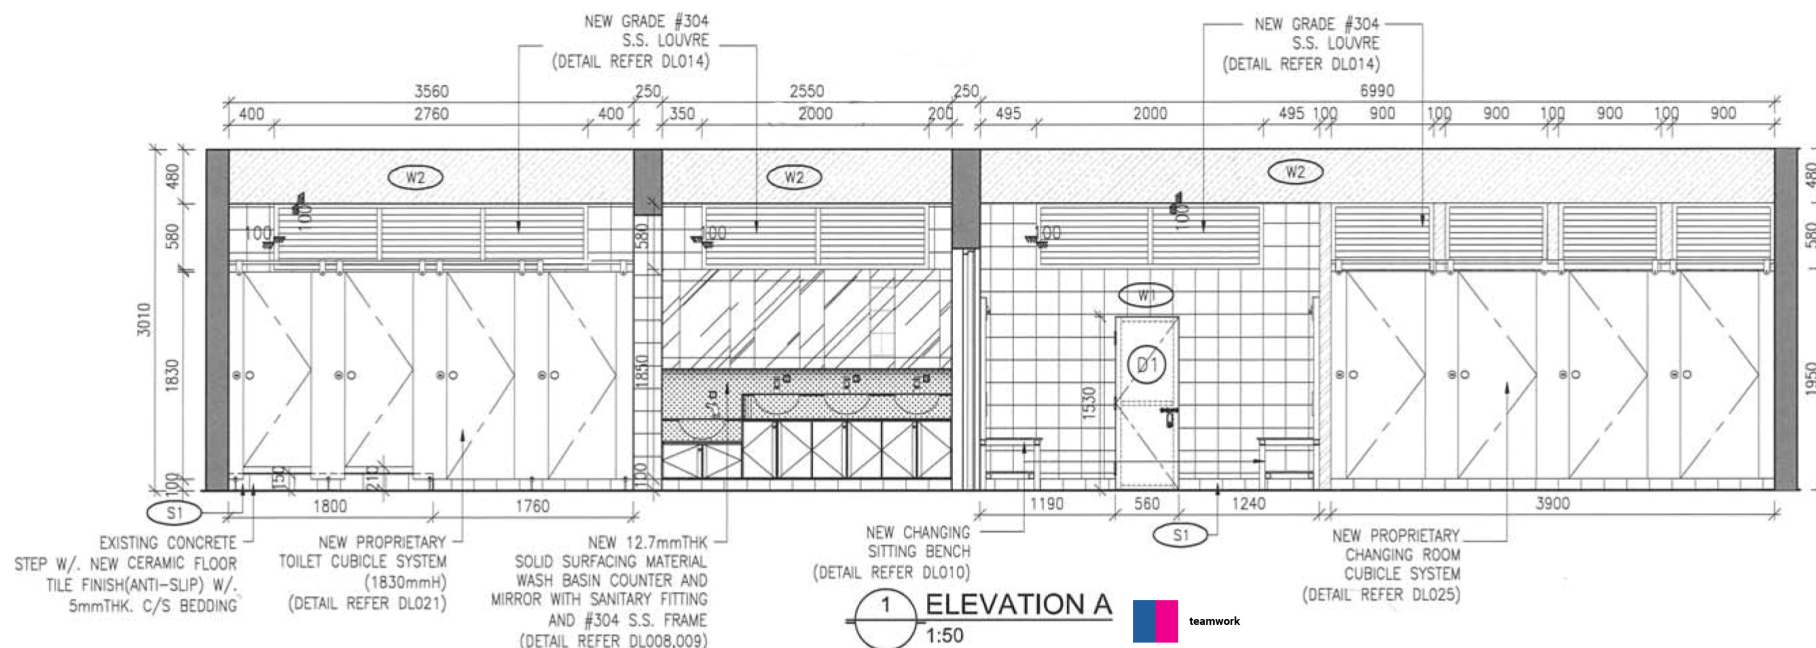 NEW GRADE #304
S.S. LOUVRE
(DETAIL REFER DL014)
NEW GRADE #304
S.S. LOUVRE
(DETAIL REFER DL014)
3560 250 2550 250 6990
400 2760 400 350 2000 200 495 2000 495 100 900 100 900 100 900 100 900
W2 W2 W2
480 480
580 100 100 580 100 100 100 580
3010
W1
D1
1830 1850 1530 1950
100 150 210 100
S1 1800 1760 1190 560 1240 3900
S1
EXISTING CONCRETE
STEP W/. NEW CERAMIC FLOOR
TILE FINISH(ANTI-SLIP) W/.
5mmTHK. C/S BEDDING
NEW PROPRIETARY
TOILET CUBICLE SYSTEM
(1830mmH)
(DETAIL REFER DL021)
NEW 12.7mmTHK
SOLID SURFACING MATERIAL
WASH BASIN COUNTER AND
MIRROR WITH SANITARY FITTING
AND #304 S.S. FRAME
(DETAIL REFER DL008,009)
NEW CHANGING
SITTING BENCH
(DETAIL REFER DL010)
NEW PROPRIETARY
CHANGING ROOM
CUBICLE SYSTEM
(DETAIL REFER DL025)
1 ELEVATION A
1:50
teamwork